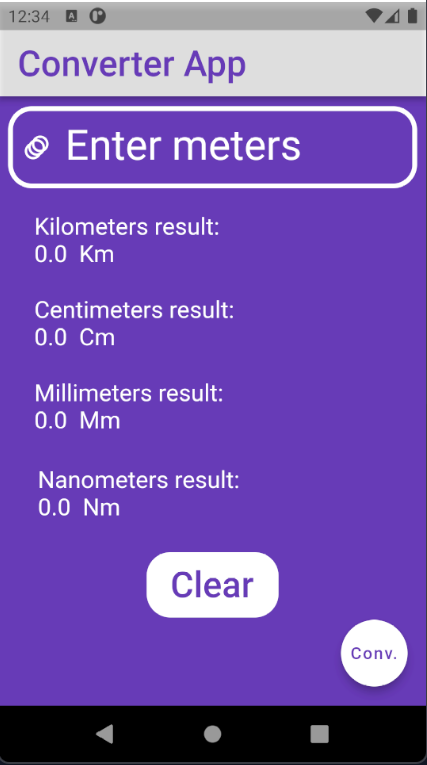 12:34
Converter App
Enter meters
Kilometers result:
0.0 Km
Centimeters result:
0.0 Cm
Millimeters result:
0.0 Mm
Nanometers result:
0.0 Nm
Clear
Conv.